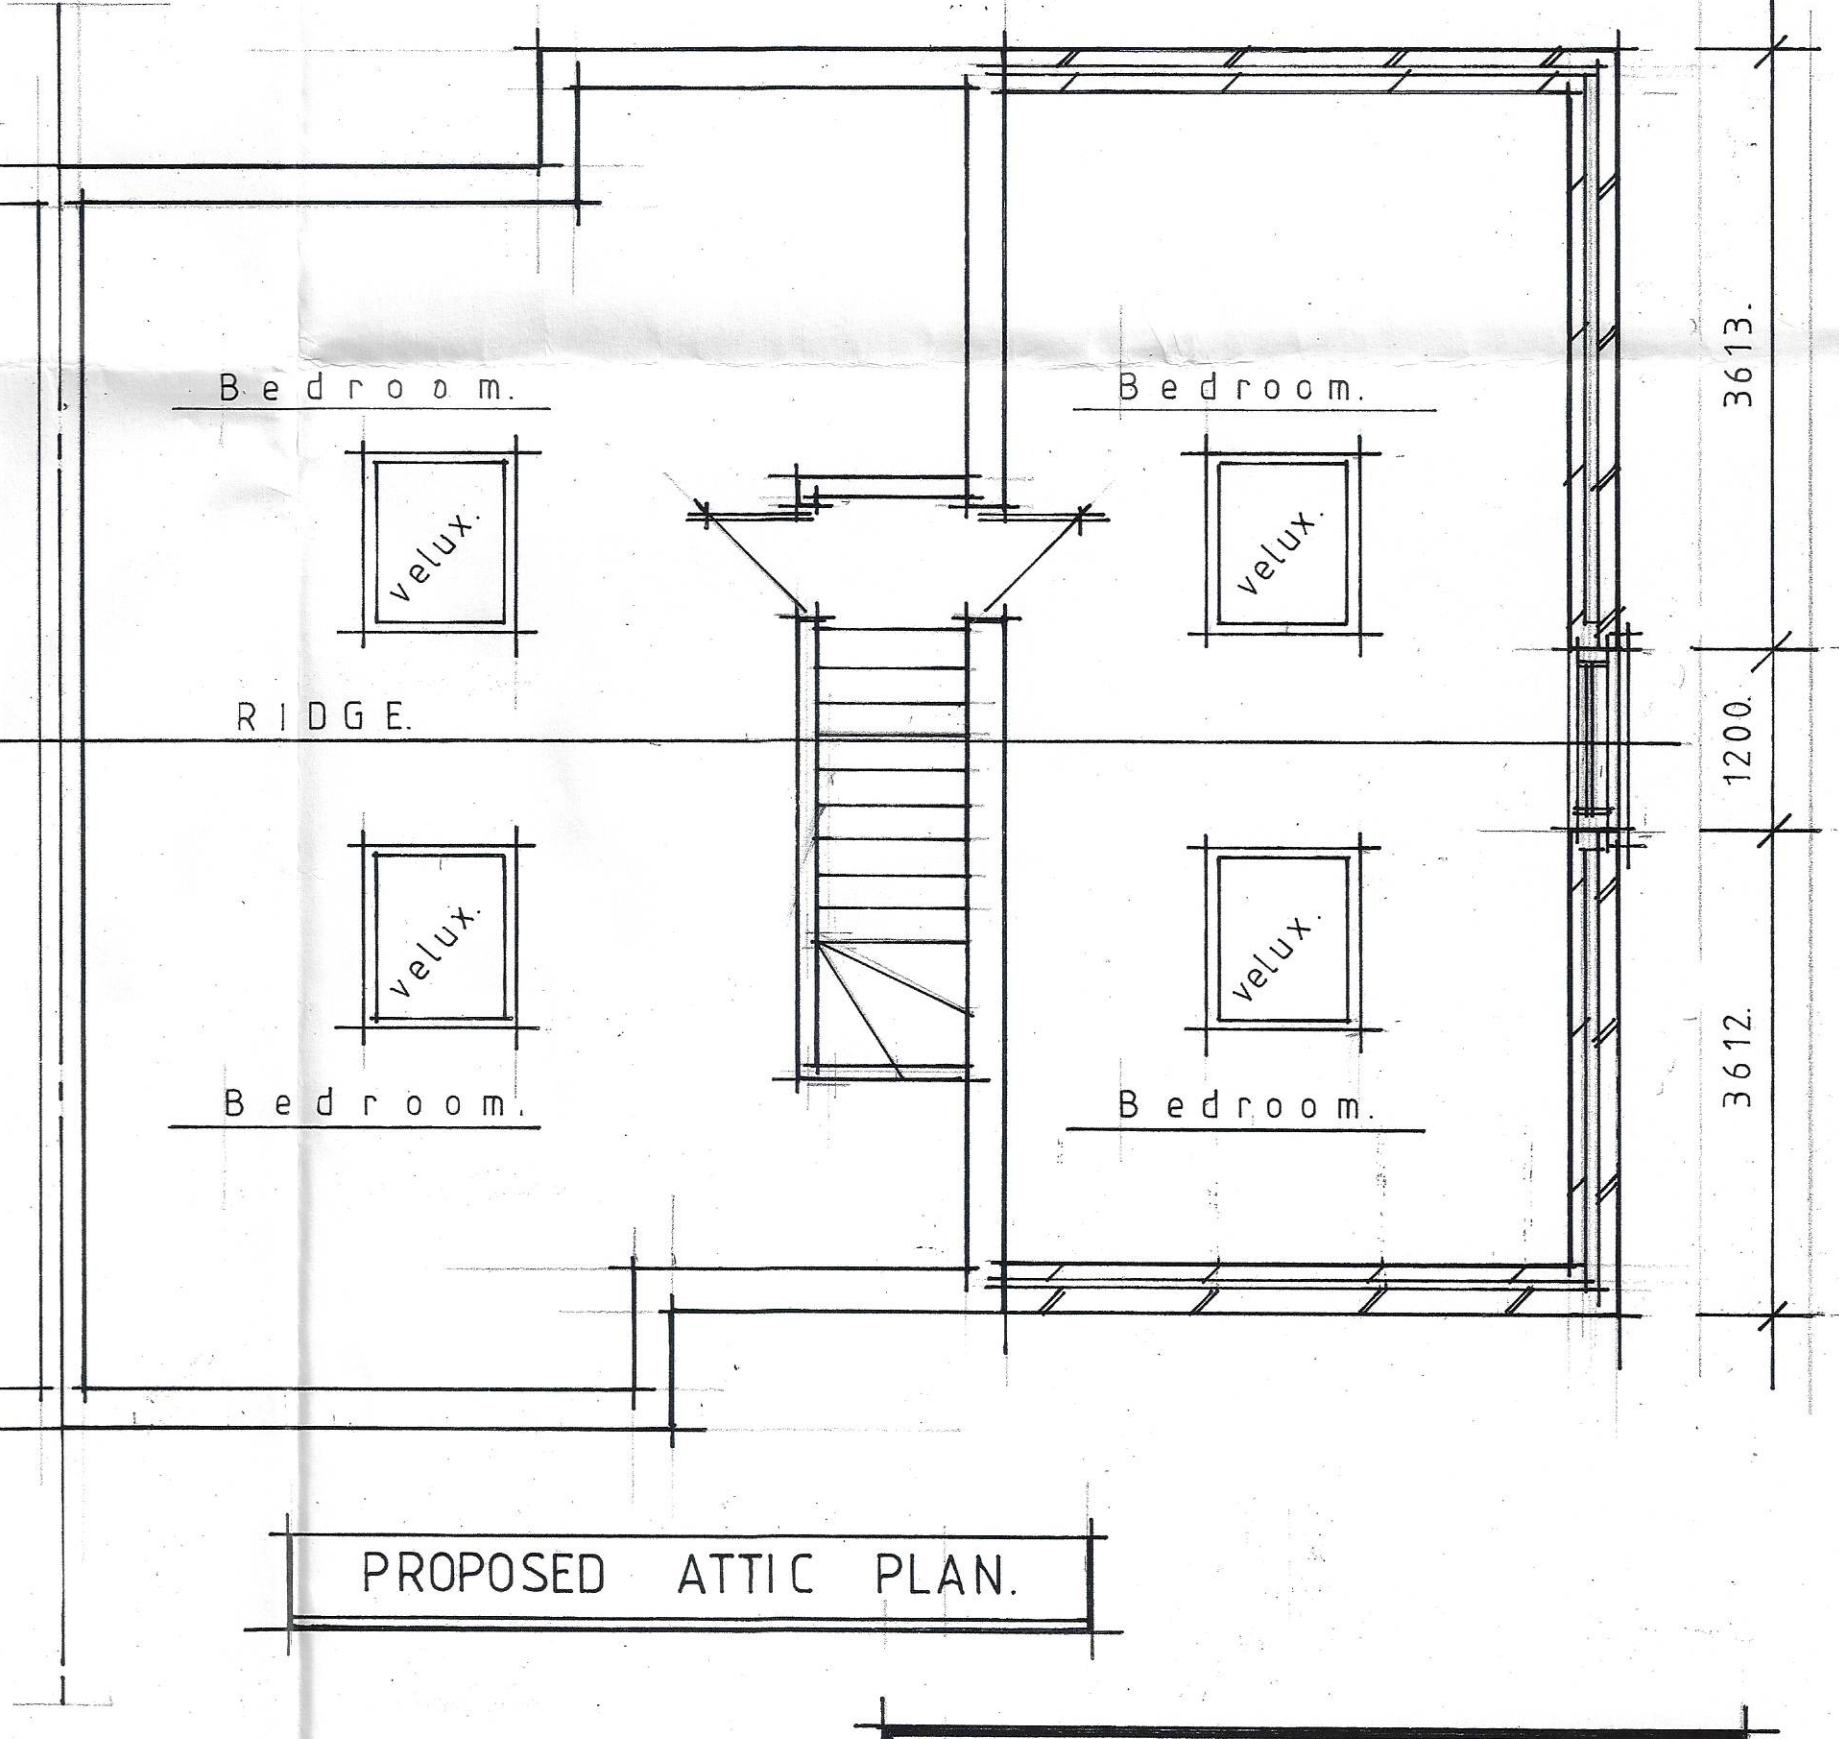 Bedroom.
Bedroom.
velux.
velux.
3613.
RIDGE.
1200.
velux.
velux.
Bedroom.
Bedroom.
3612.
PROPOSED ATTIC PLAN.